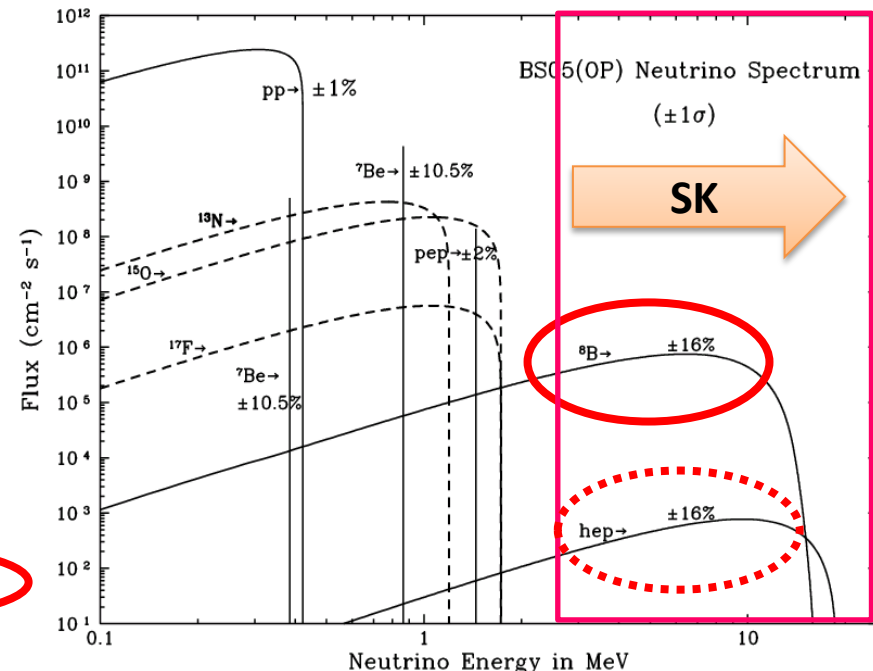 10¹²
10¹¹
10¹⁰
10⁹
10⁸
10⁷
10⁶
10⁵
10⁴
10³
10²
10¹
Flux (cm⁻² s⁻¹)
BS05(OP) Neutrino Spectrum
(±1σ)
pp→ ±1%
SK
⁷Be→ ±10.5%
¹³N→
pep→±2%
¹⁵O→
¹⁷F→
⁸B→ ±16%
⁷Be→
±10.5%
hep→ ±16%
0.1
1
10
Neutrino Energy in MeV